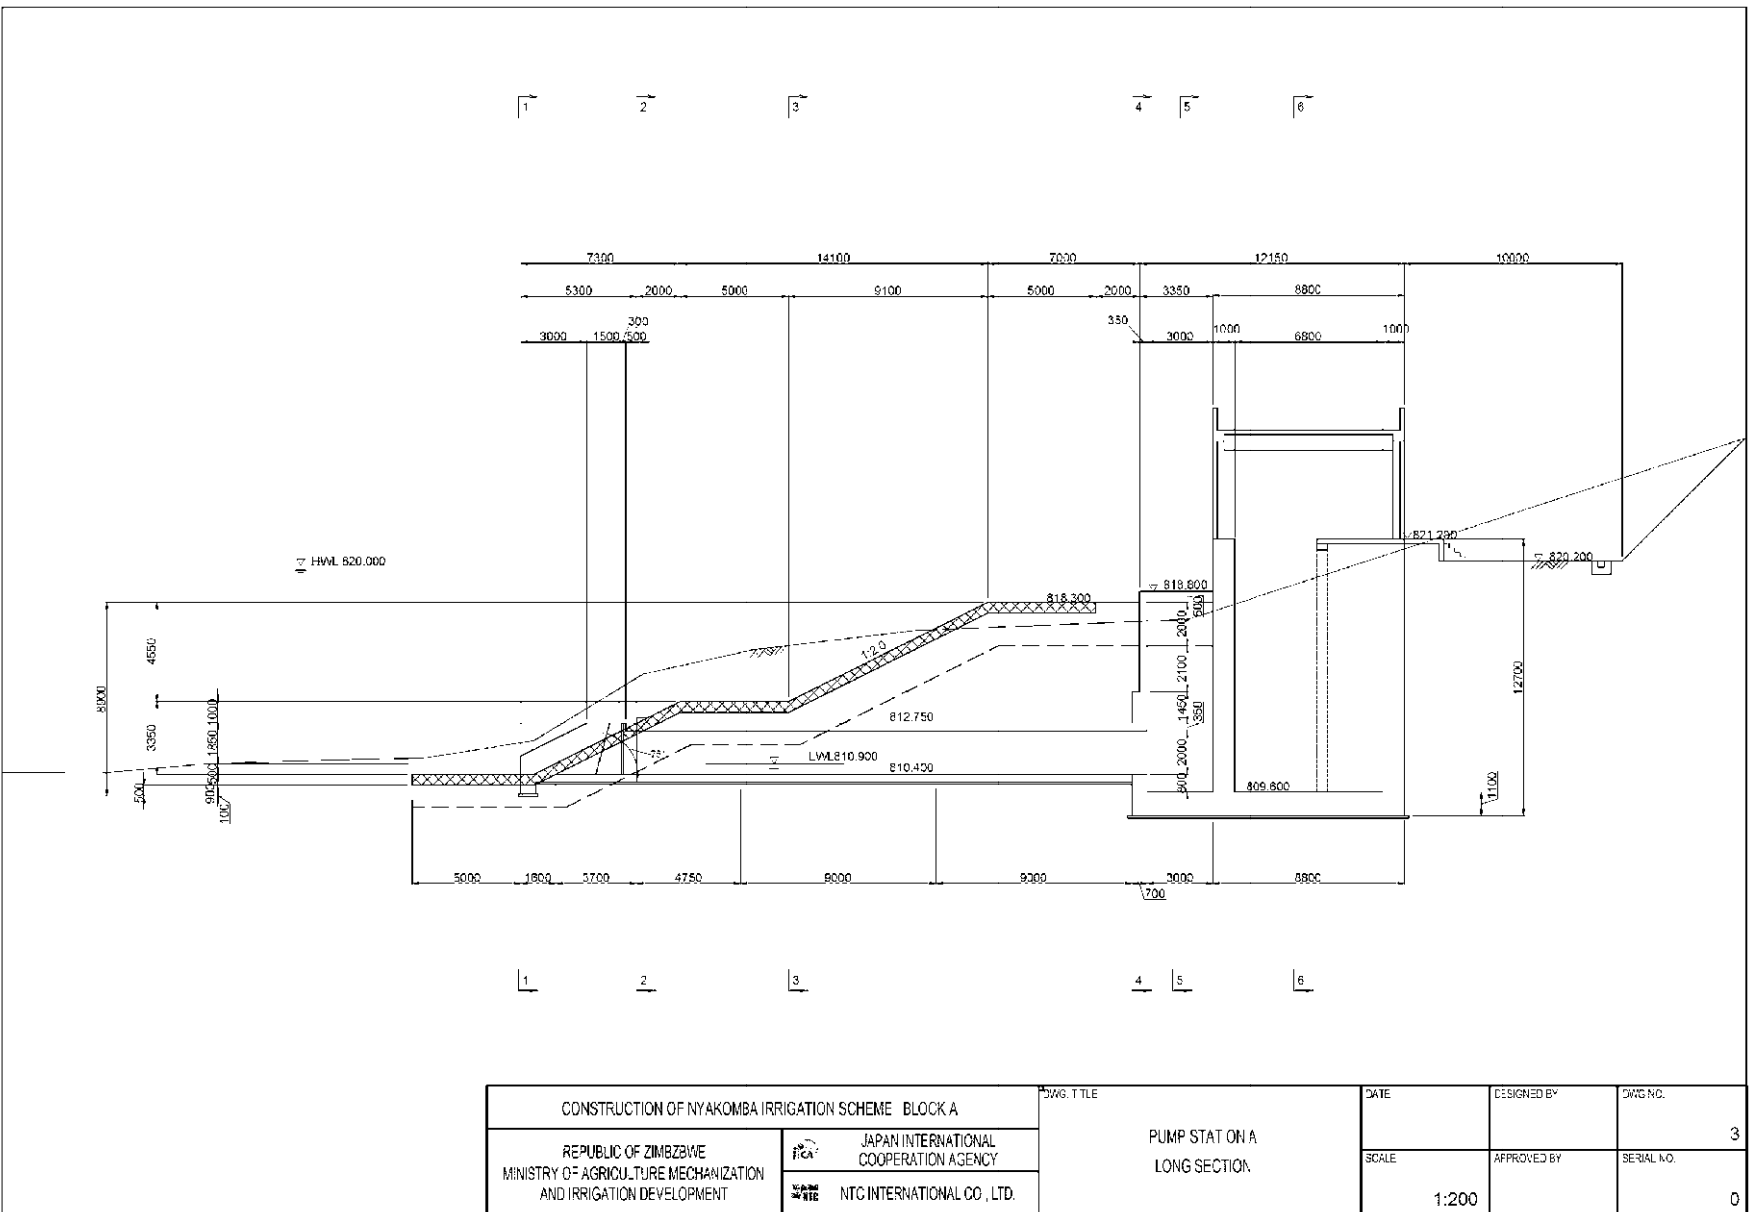 1 2 3 4 5 6
7300 14100 7000 12150 10000
5300 2000 5000 9100 5000 2000 3350 8800
300 350
3000 1500 500 3000 1000 6800 1000
HWL 820.000
821.200
820.200
818.800
818.300
500
2000
1:2.0
4550
2100
8000
12700
1000
1450
350
812.750
3350
1850
LWL810.900
2000
810.400
500
800
809.600
1100
500
900
100
5000 1600 3700 4750 9000 9000 3000 8800
700
1 2 3 4 5 6
CONSTRUCTION OF NYAKOMBA IRRIGATION SCHEME BLOCK A
REPUBLIC OF ZIMBZBWE
MINISTRY OF AGRICULTURE MECHANIZATION
AND IRRIGATION DEVELOPMENT
JICA
JAPAN INTERNATIONAL
COOPERATION AGENCY
NTC
NTC INTERNATIONAL CO., LTD.
DWG. TITLE
PUMP STATION A
LONG SECTION
DATE
DESIGNED BY
DWG NO.
3
SCALE
1:200
APPROVED BY
SERIAL NO.
0